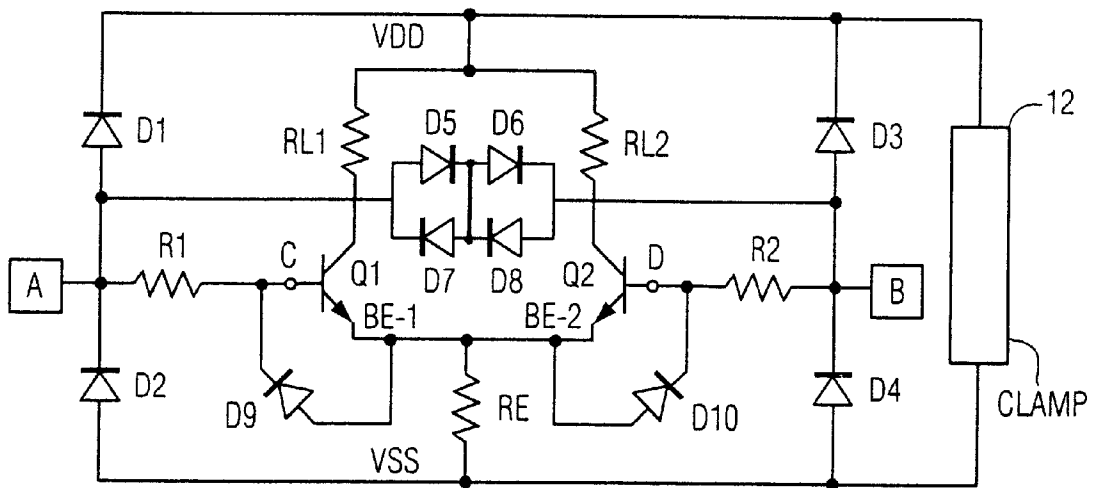 VDD
12
D1
RL1
D5
D6
RL2
D3
R1
C
Q1
D7
D8
Q2
D
R2
A
B
BE-1
BE-2
D2
D9
RE
D10
D4
CLAMP
VSS